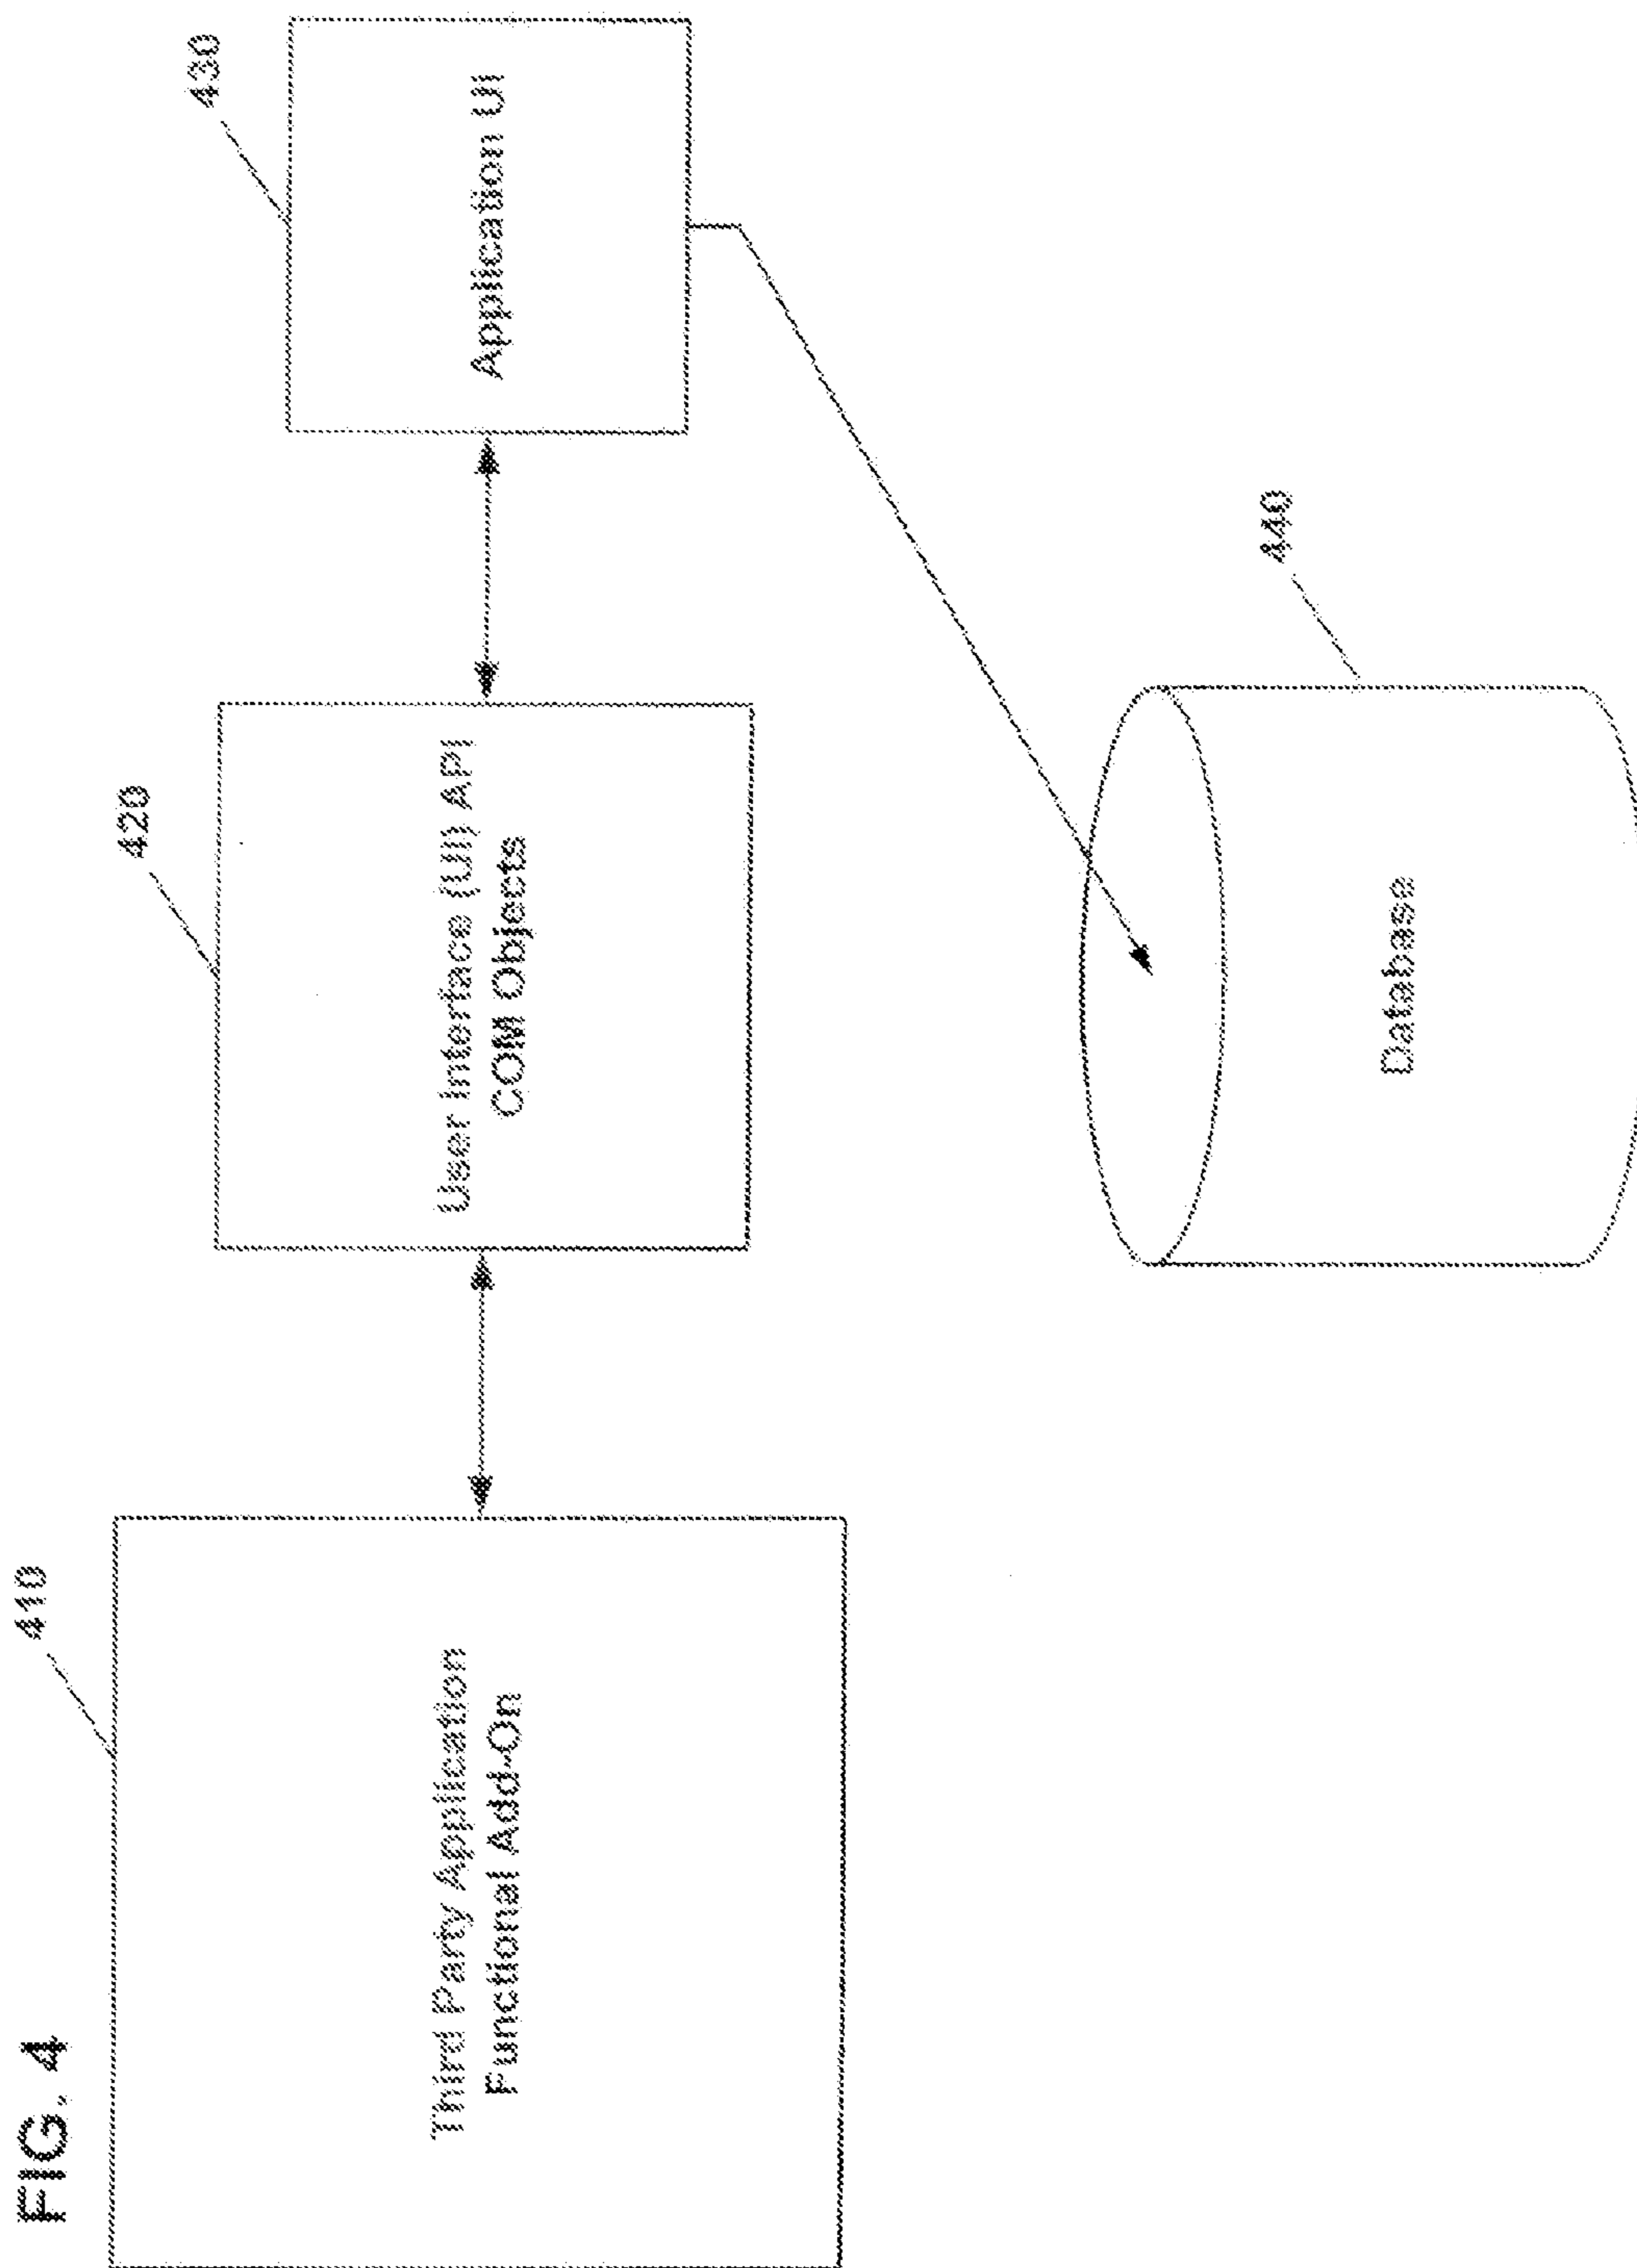 FIG. 4
410
Third Party Application
Functional Add-On
420
User Interface (UI) API
COM Objects
430
Application UI
440
Database